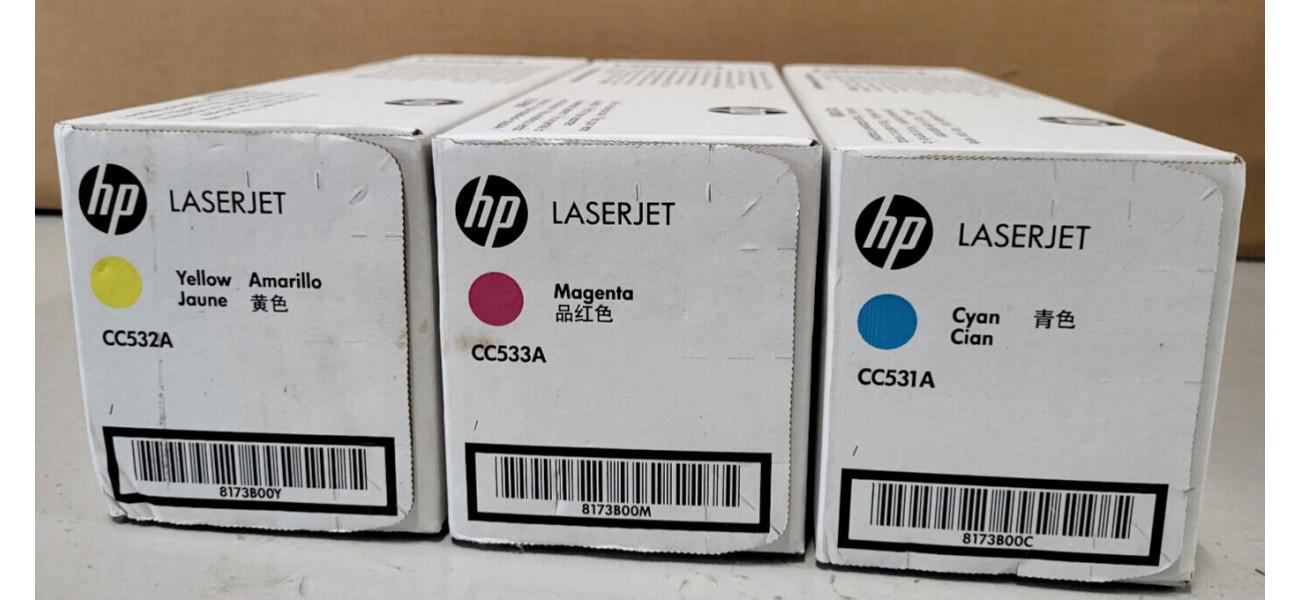 hp LASERJET
Yellow Amarillo
Jaune 黄色
CC532A
8173B00Y
hp LASERJET
Magenta
品红色
CC533A
8173B00M
hp LASERJET
Cyan 青色
Cian
CC531A
8173B00C